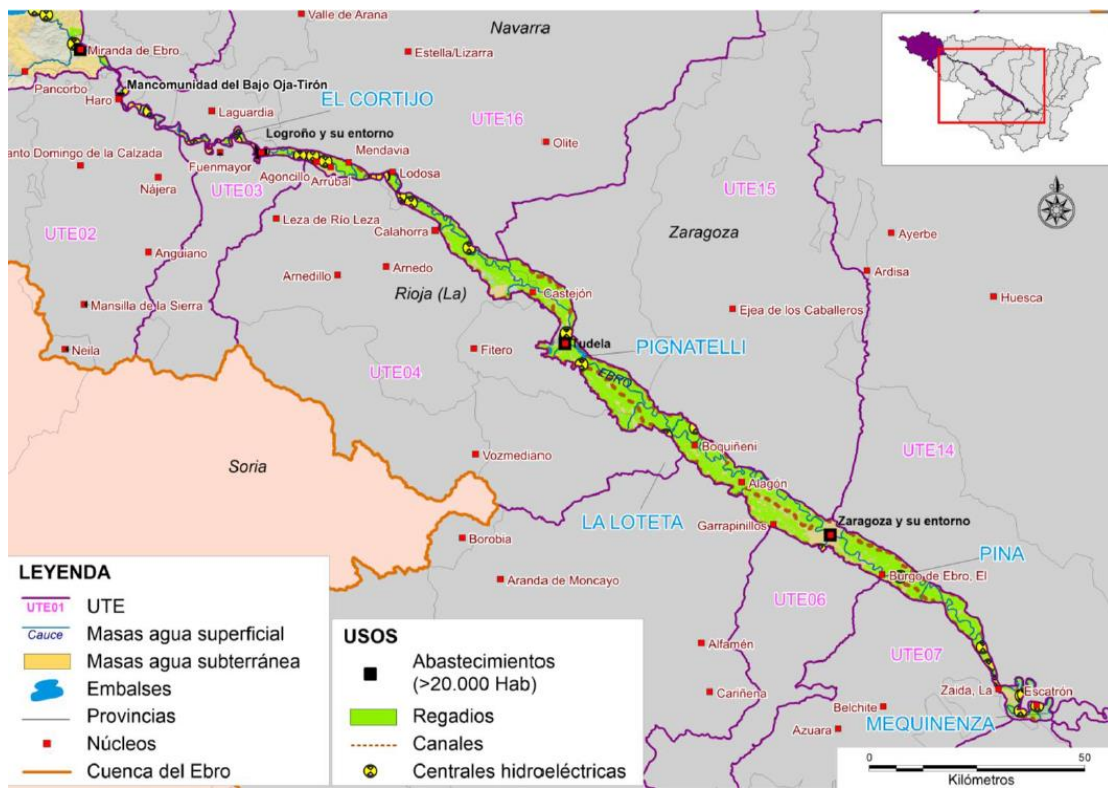 Valle de Arana
Navarra
Miranda de Ebro
Estella/Lizarra
Pancorbo
Mancomunidad del Bajo Oja-Tirón
Haro
EL CORTIJO
Laguardia
UTE16
Logroño y su entorno
Olite
anto Domingo de la Calzada
Fuenmayor
Mendavia
Agoncillo
Lodosa
Nájera
UTE03
Arrúbal
UTE15
Leza de Río Leza
UTE02
Calahorra
Zaragoza
Ayerbe
Anguiano
Arnedo
Arnedillo
Ardisa
Rioja (La)
Castejón
Huesca
Mansilla de la Sierra
Ejea de los Caballeros
Tudela
PIGNATELLI
Neila
Fitero
UTE04
EBRO
Boquiñeni
UTE14
Soria
Vozmediano
Alagón
LA LOTETA
Garrapinillos
Zaragoza y su entorno
Borobia
PINA
Aranda de Moncayo
Burgo de Ebro, El
UTE06
Alfamén
UTE07
Cariñena
Zaida, La
Escatrón
Belchite
MEQUINENZA
Azuara
LEYENDA
UTE01 UTE
Cauce Masas agua superficial
Masas agua subterránea
Embalses
Provincias
Núcleos
Cuenca del Ebro
USOS
Abastecimientos
(>20.000 Hab)
Regadios
Canales
Centrales hidroeléctricas
0 50
Kilómetros